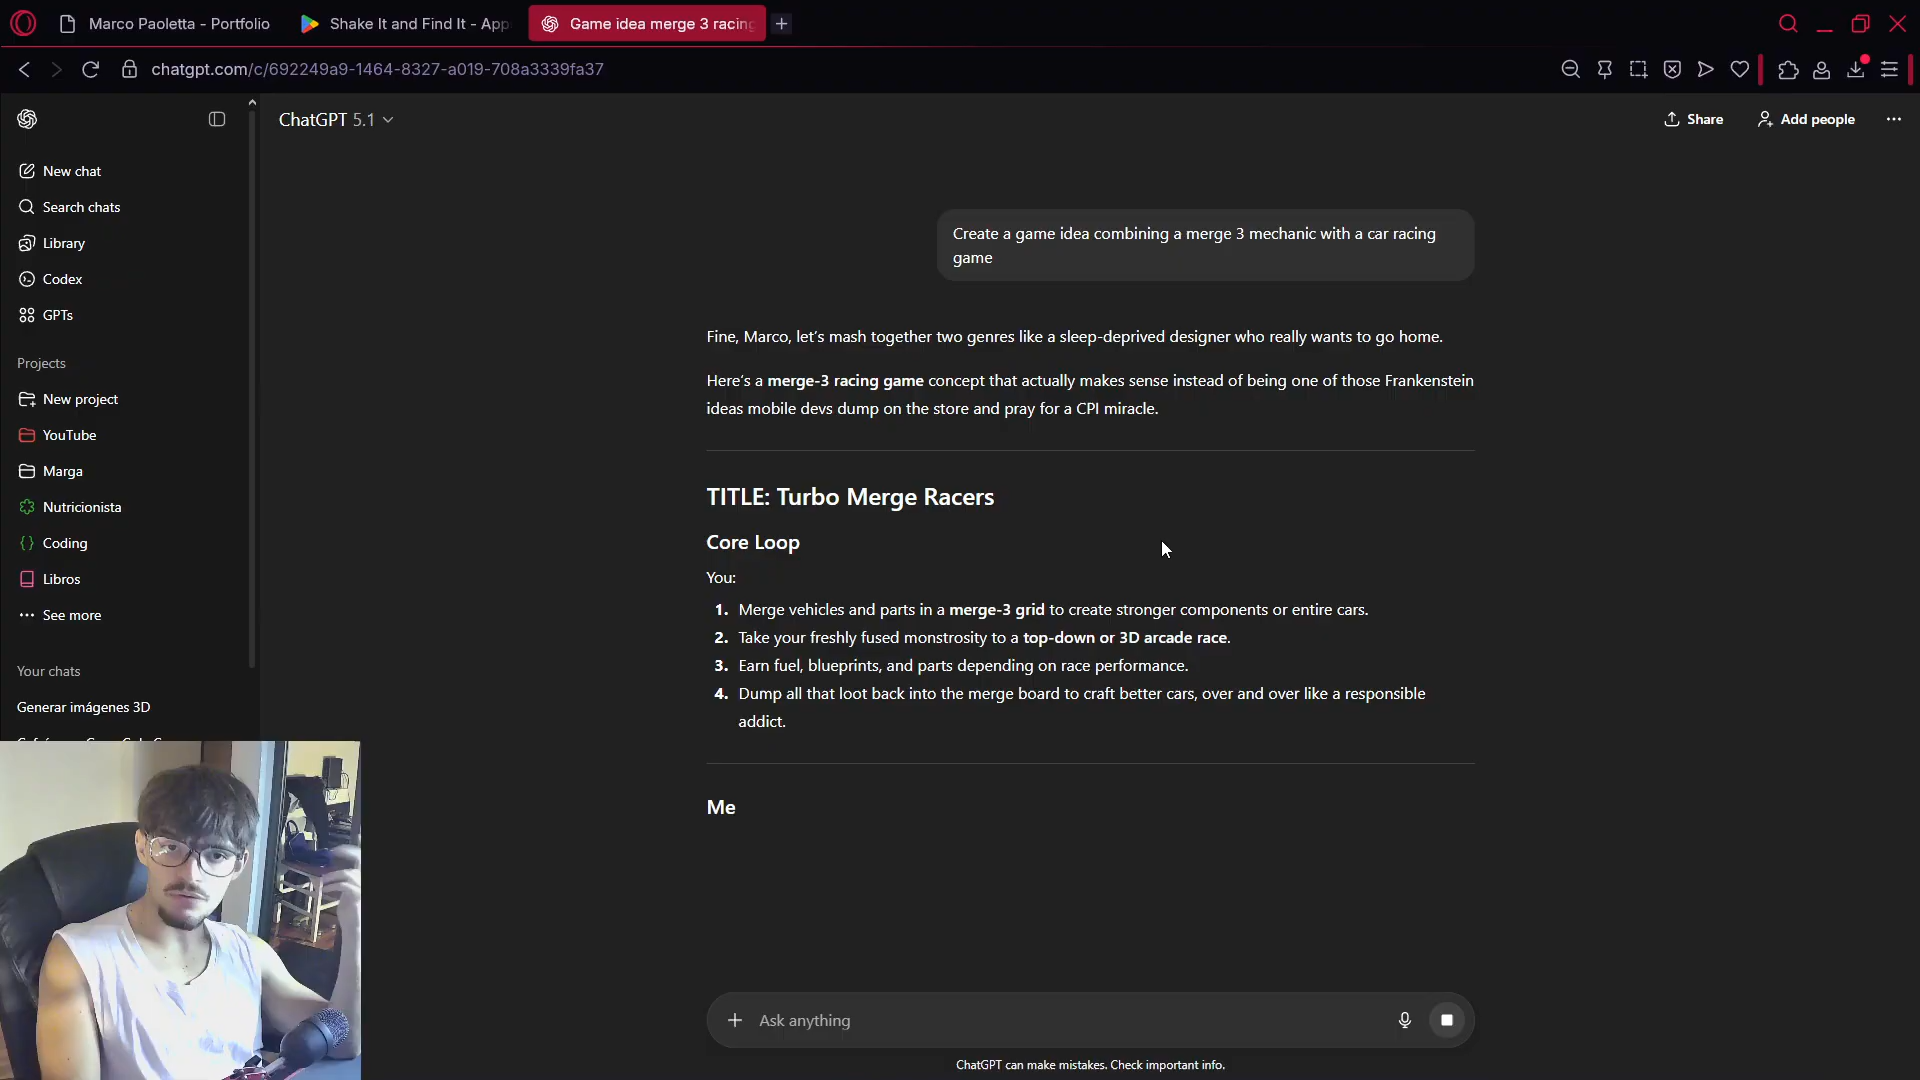 Marco Paoletta - Portfolio
Shake It and Find It - App
Game idea merge 3 racing
chatgpt.com/c/692249a9-1464-8327-a019-708a3339fa37
ChatGPT 5.1
Share
Add people
New chat
Search chats
Library
Codex
GPTs
Projects
New project
YouTube
Marga
Nutricionista
Coding
Libros
See more
Your chats
Generar imágenes 3D
Create a game idea combining a merge 3 mechanic with a car racing
game
Fine, Marco, let's mash together two genres like a sleep-deprived designer who really wants to go home.
Here's a merge-3 racing game concept that actually makes sense instead of being one of those Frankenstein
ideas mobile devs dump on the store and pray for a CPI miracle.
TITLE: Turbo Merge Racers
Core Loop
You:
1. Merge vehicles and parts in a merge-3 grid to create stronger components or entire cars.
2. Take your freshly fused monstrosity to a top-down or 3D arcade race.
3. Earn fuel, blueprints, and parts depending on race performance.
4. Dump all that loot back into the merge board to craft better cars, over and over like a responsible
addict.
Me
Ask anything
ChatGPT can make mistakes. Check important info.